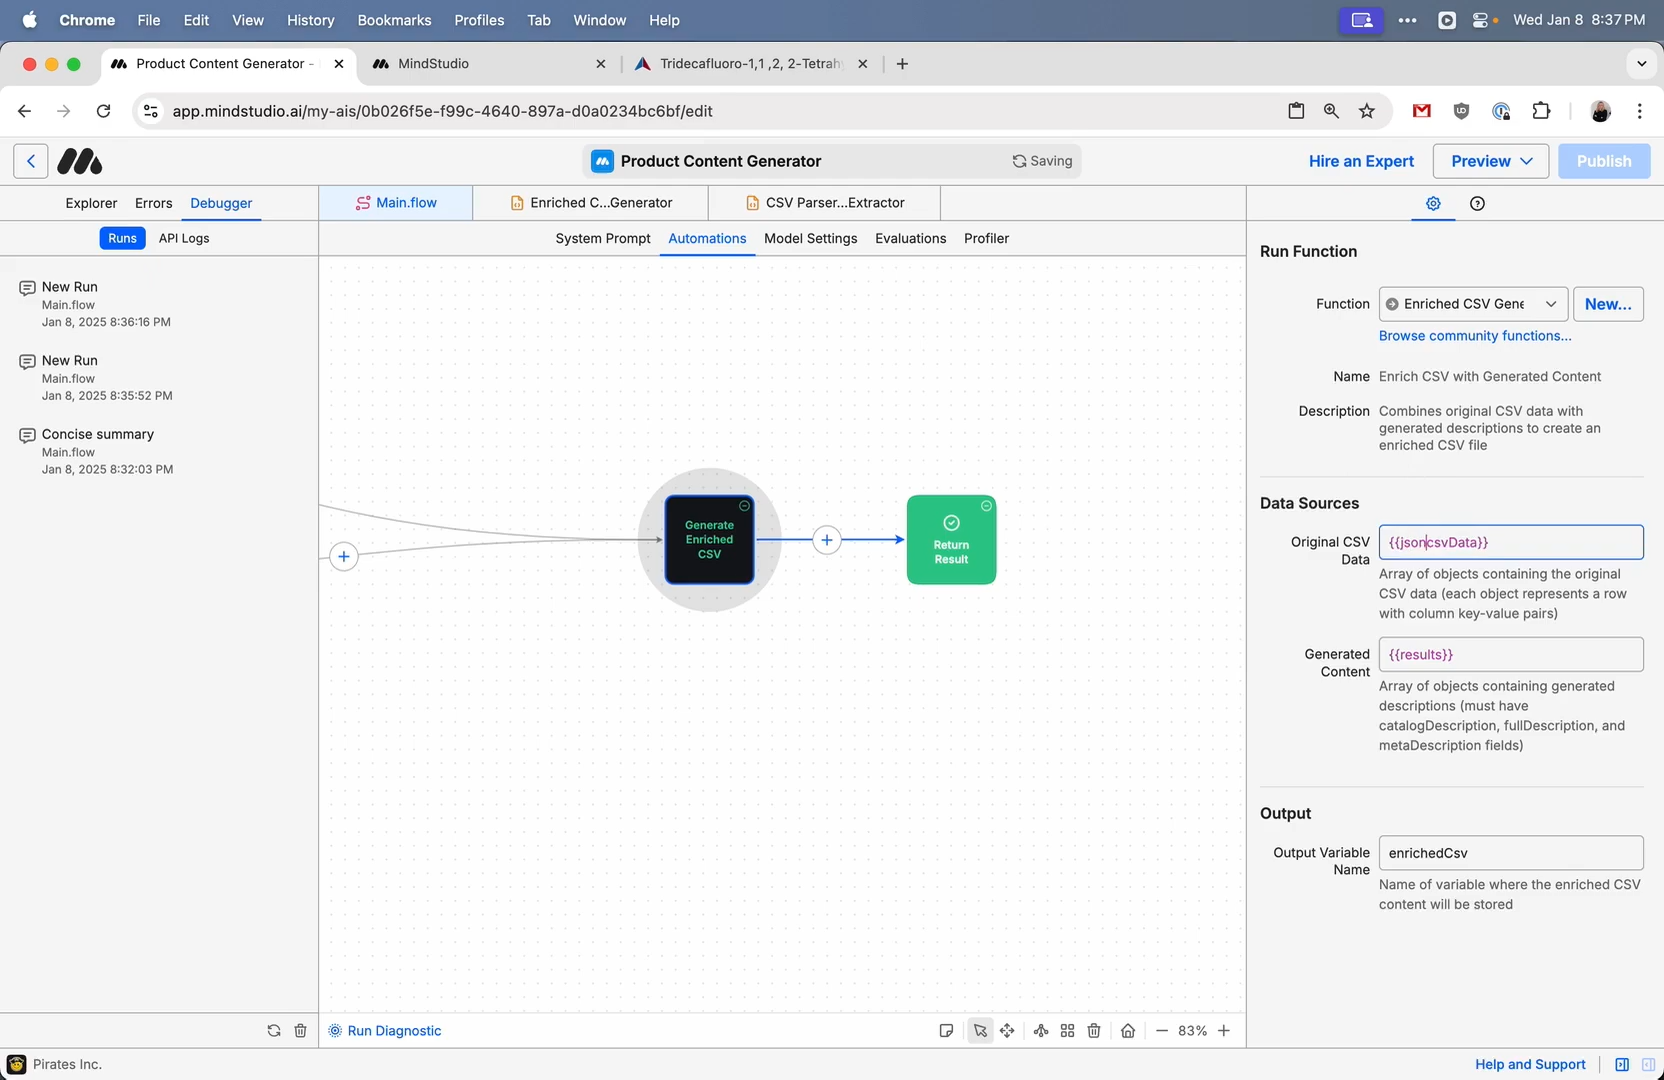 Chrome File Edit View History Bookmarks Profiles Tab Window Help
Wed Jan 8 8:37 PM
Product Content Generator -
MindStudio
Tridecafluoro-1,1 ,2, 2-Tetrah
app.mindstudio.ai/my-ais/0b026f5e-f99c-4640-897a-d0a0234bc6bf/edit
Product Content Generator
Saving
Hire an Expert
Preview
Publish
Explorer Errors Debugger
Main.flow
Enriched C...Generator
CSV Parser...Extractor
Runs API Logs
System Prompt Automations Model Settings Evaluations Profiler
New Run
Main.flow
Jan 8, 2025 8:36:16 PM
New Run
Main.flow
Jan 8, 2025 8:35:52 PM
Concise summary
Main.flow
Jan 8, 2025 8:32:03 PM
Generate
Enriched
CSV
Return
Result
Run Function
Function
Enriched CSV Gene
New...
Browse community functions...
Name
Enrich CSV with Generated Content
Description
Combines original CSV data with
generated descriptions to create an
enriched CSV file
Data Sources
Original CSV
Data
{{jsoncsvData}}
Array of objects containing the original
CSV data (each object represents a row
with column key-value pairs)
Generated
Content
{{results}}
Array of objects containing generated
descriptions (must have
catalogDescription, fullDescription, and
metaDescription fields)
Output
Output Variable
Name
enrichedCsv
Name of variable where the enriched CSV
content will be stored
Run Diagnostic
83%
Pirates Inc.
Help and Support